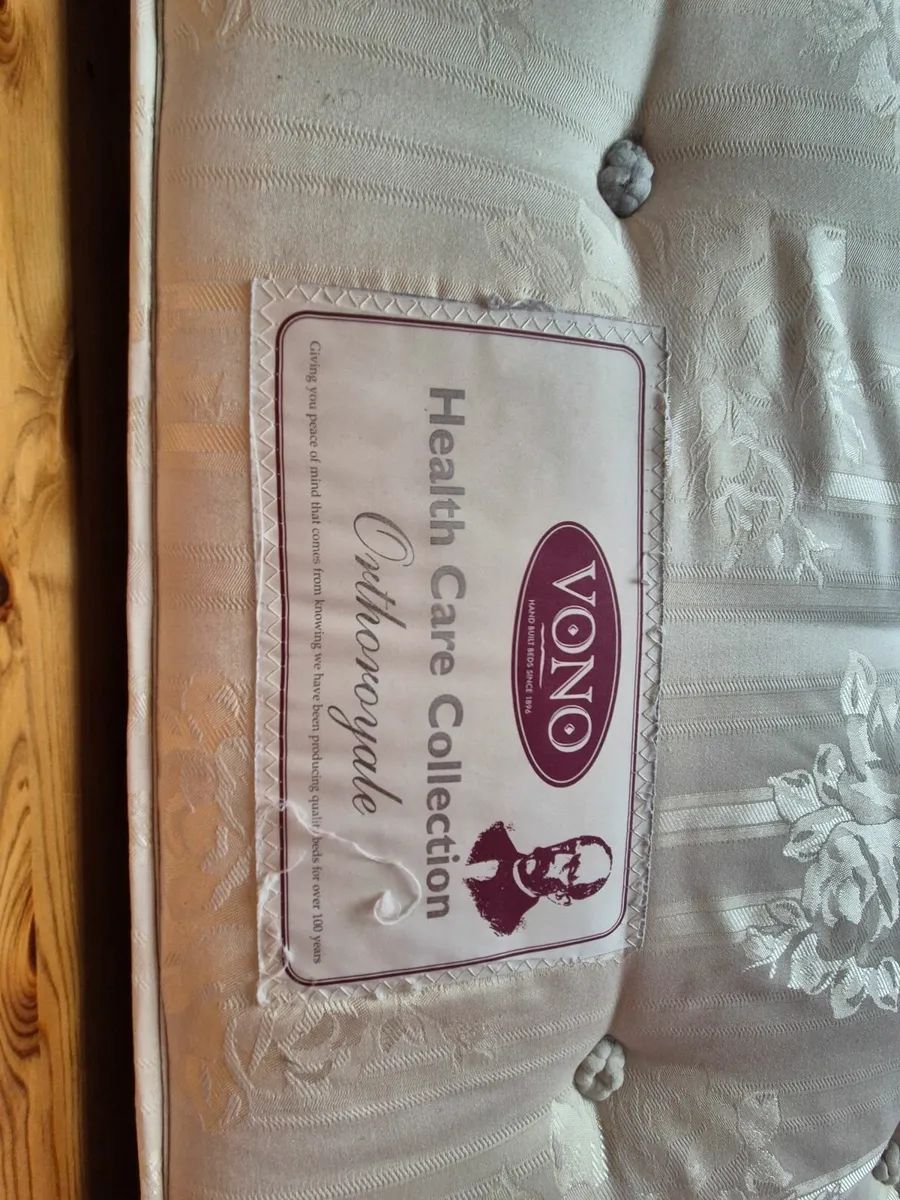 VONO
HAND BUILT BEDS SINCE 1896
Health Care Collection
Orthoroyale
Giving you peace of mind that comes from knowing we have been producing quality beds for over 100 years